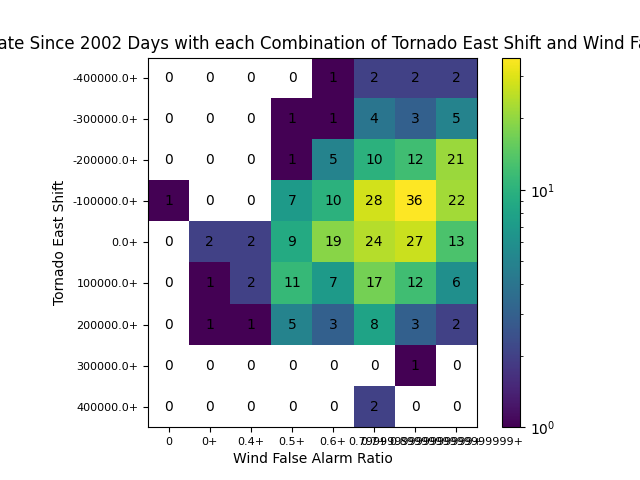 ate Since 2002 Days with each Combination of Tornado East Shift and Wind Fa
-400000.0+ 0 0 0 0 1 2 2 2
-300000.0+ 0 0 0 1 1 4 3 5
-200000.0+ 0 0 0 1 5 10 12 21
-100000.0+ 1 0 0 7 10 28 36 22
0.0+ 0 2 2 9 19 24 27 13
100000.0+ 0 1 2 11 7 17 12 6
200000.0+ 0 1 1 5 3 8 3 2
300000.0+ 0 0 0 0 0 0 1 0
400000.0+ 0 0 0 0 0 2 0 0
0 0+ 0.4+ 0.5+ 0.6+
Wind False Alarm Ratio
Tornado East Shift
10¹
10⁰